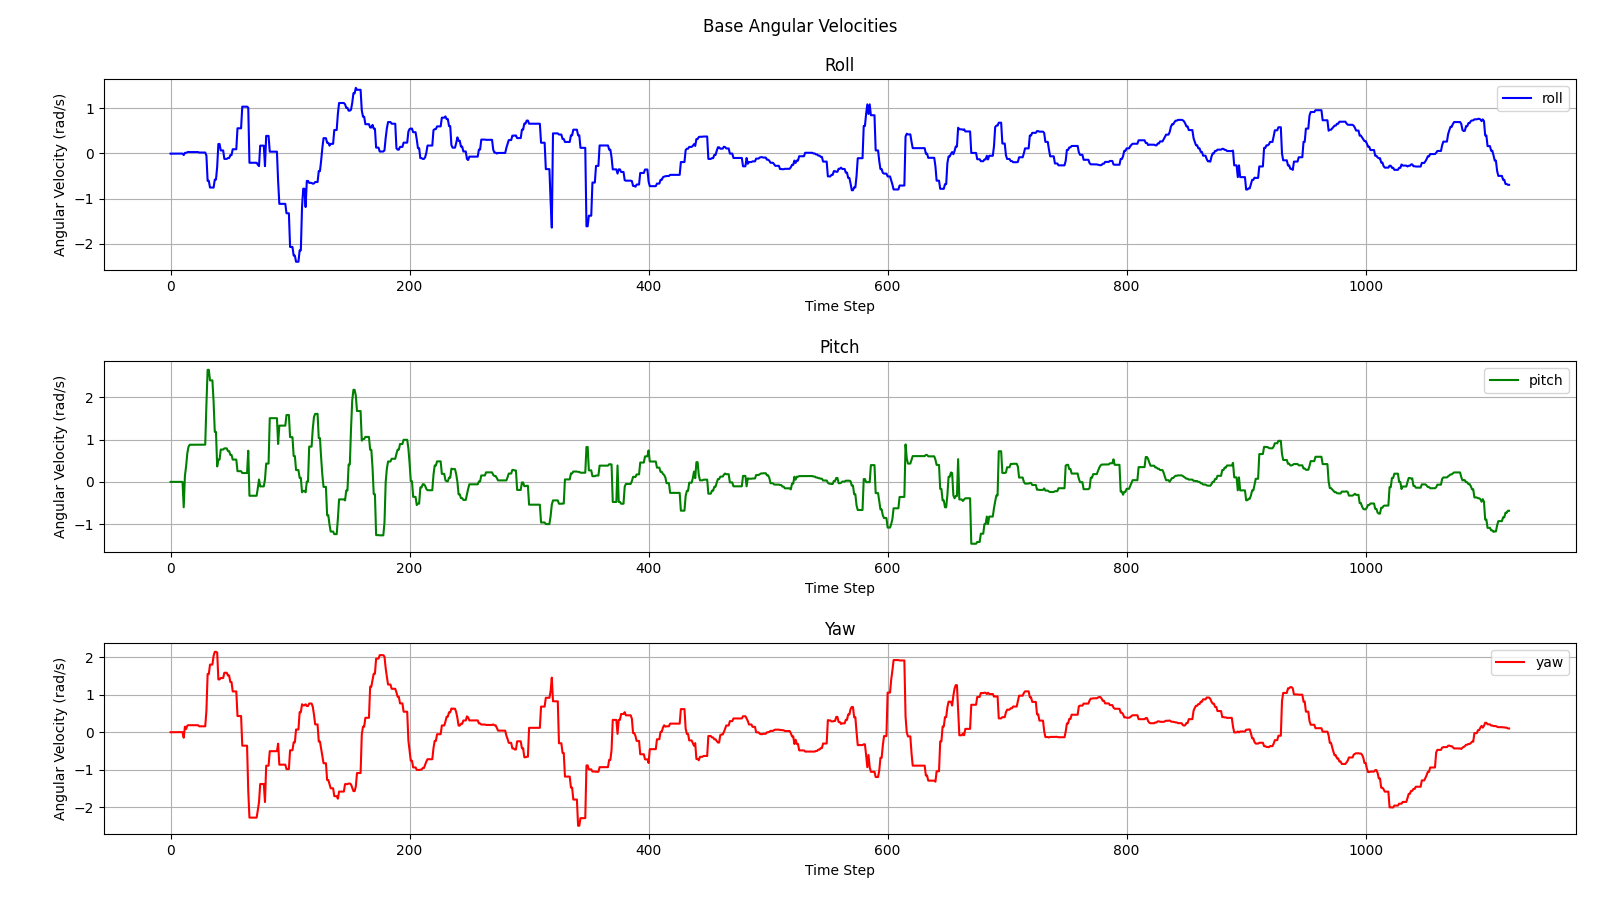 Base Angular Velocities
Roll
Angular Velocity (rad/s)
1
0
−1
−2
roll
0 200 400 600 800 1000
Time Step
Pitch
Angular Velocity (rad/s)
2
1
0
−1
pitch
0 200 400 600 800 1000
Time Step
Yaw
Angular Velocity (rad/s)
2
1
0
−1
−2
yaw
0 200 400 600 800 1000
Time Step